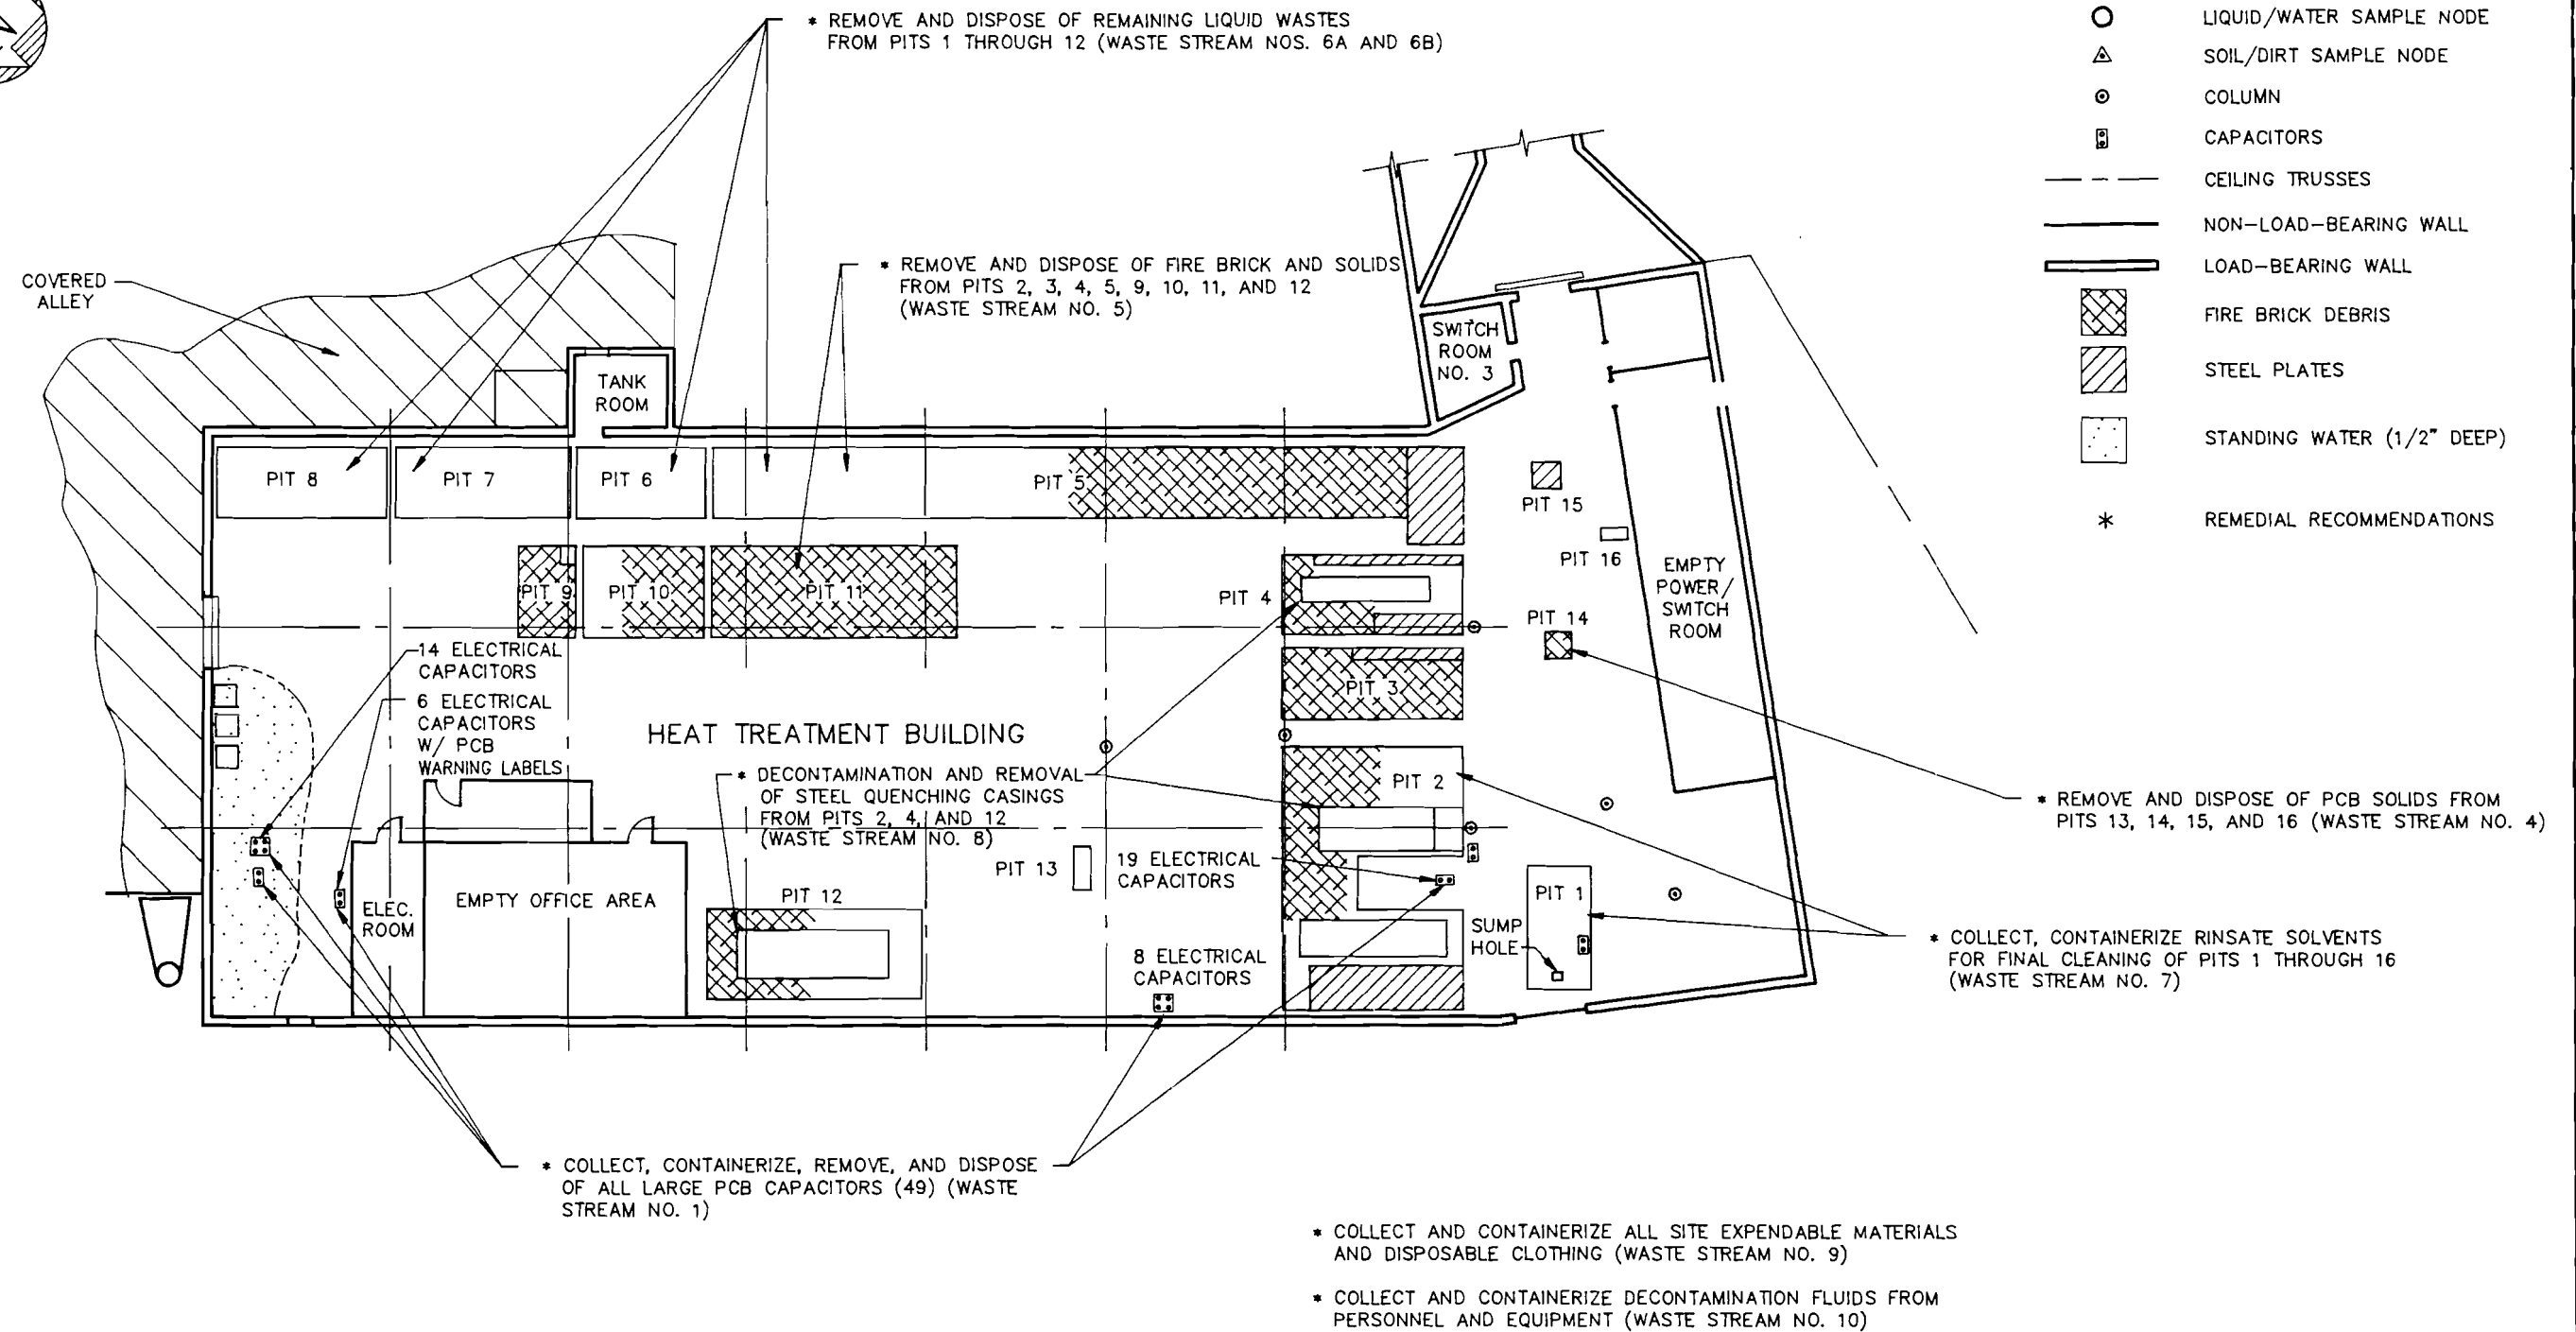 * REMOVE AND DISPOSE OF REMAINING LIQUID WASTES
FROM PITS 1 THROUGH 12 (WASTE STREAM NOS. 6A AND 6B)
LIQUID/WATER SAMPLE NODE
SOIL/DIRT SAMPLE NODE
COLUMN
CAPACITORS
CEILING TRUSSES
NON-LOAD-BEARING WALL
LOAD-BEARING WALL
FIRE BRICK DEBRIS
STEEL PLATES
STANDING WATER (1/2" DEEP)
* REMEDIAL RECOMMENDATIONS
COVERED
ALLEY
* REMOVE AND DISPOSE OF FIRE BRICK AND SOLIDS
FROM PITS 2, 3, 4, 5, 9, 10, 11, AND 12
(WASTE STREAM NO. 5)
SWITCH
ROOM
NO. 3
TANK
ROOM
PIT 8
PIT 7
PIT 6
PIT 5
PIT 15
PIT 16
PIT 9
PIT 10
PIT 11
PIT 4
PIT 14
EMPTY
POWER/
SWITCH
ROOM
14 ELECTRICAL
CAPACITORS
6 ELECTRICAL
CAPACITORS
W/ PCB
WARNING LABELS
PIT 3
HEAT TREATMENT BUILDING
* DECONTAMINATION AND REMOVAL
OF STEEL QUENCHING CASINGS
FROM PITS 2, 4, AND 12
(WASTE STREAM NO. 8)
PIT 2
* REMOVE AND DISPOSE OF PCB SOLIDS FROM
PITS 13, 14, 15, AND 16 (WASTE STREAM NO. 4)
PIT 13
19 ELECTRICAL
CAPACITORS
PIT 12
PIT 1
ELEC.
ROOM
EMPTY OFFICE AREA
SUMP
HOLE
8 ELECTRICAL
CAPACITORS
* COLLECT, CONTAINERIZE RINSATE SOLVENTS
FOR FINAL CLEANING OF PITS 1 THROUGH 16
(WASTE STREAM NO. 7)
* COLLECT, CONTAINERIZE, REMOVE, AND DISPOSE
OF ALL LARGE PCB CAPACITORS (49) (WASTE
STREAM NO. 1)
* COLLECT AND CONTAINERIZE ALL SITE EXPENDABLE MATERIALS
AND DISPOSABLE CLOTHING (WASTE STREAM NO. 9)
* COLLECT AND CONTAINERIZE DECONTAMINATION FLUIDS FROM
PERSONNEL AND EQUIPMENT (WASTE STREAM NO. 10)